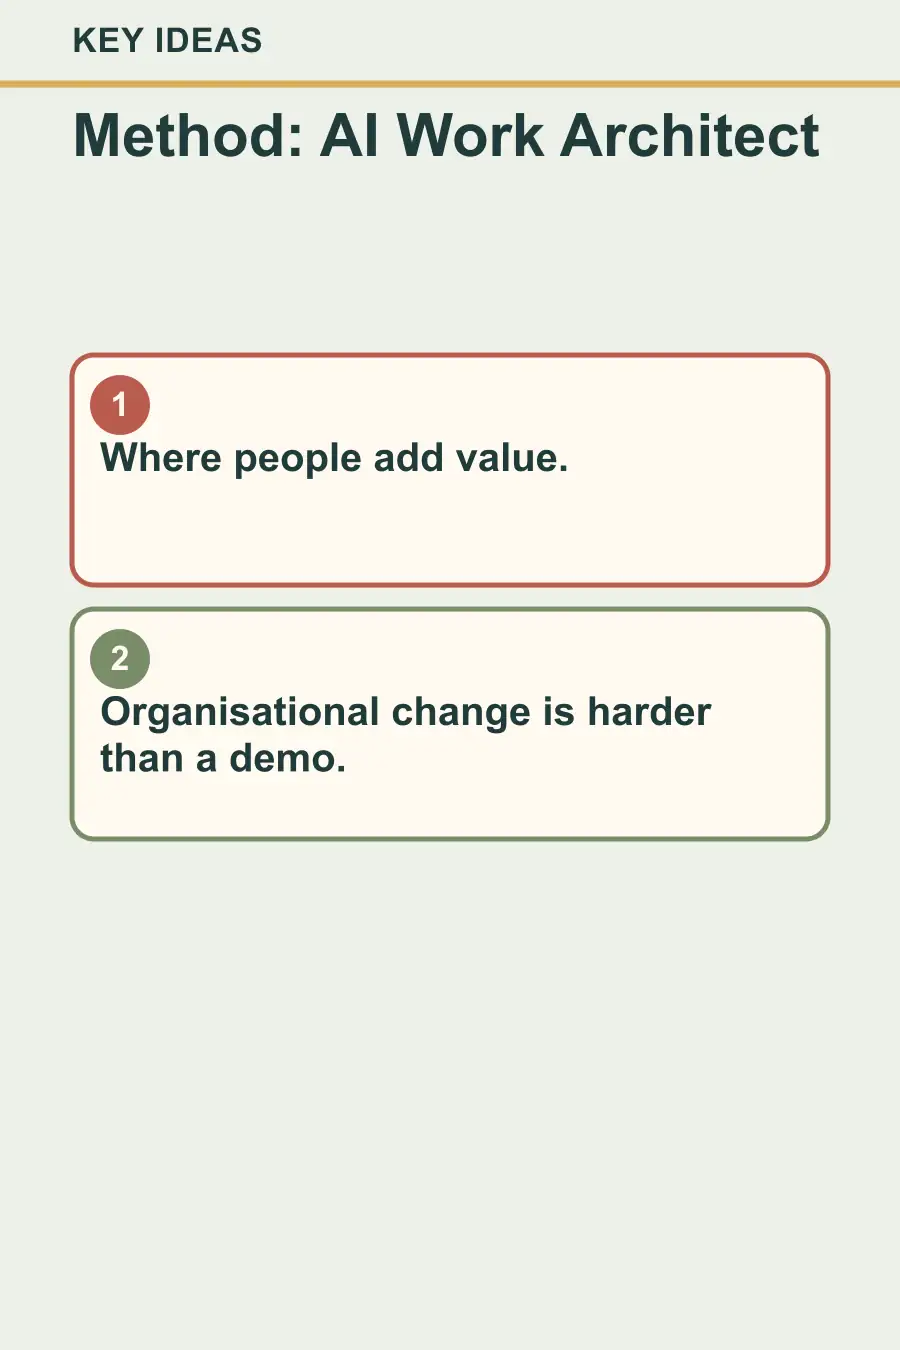 KEY IDEAS
Method: AI Work Architect
1
Where people add value.
2
Organisational change is harder
than a demo.